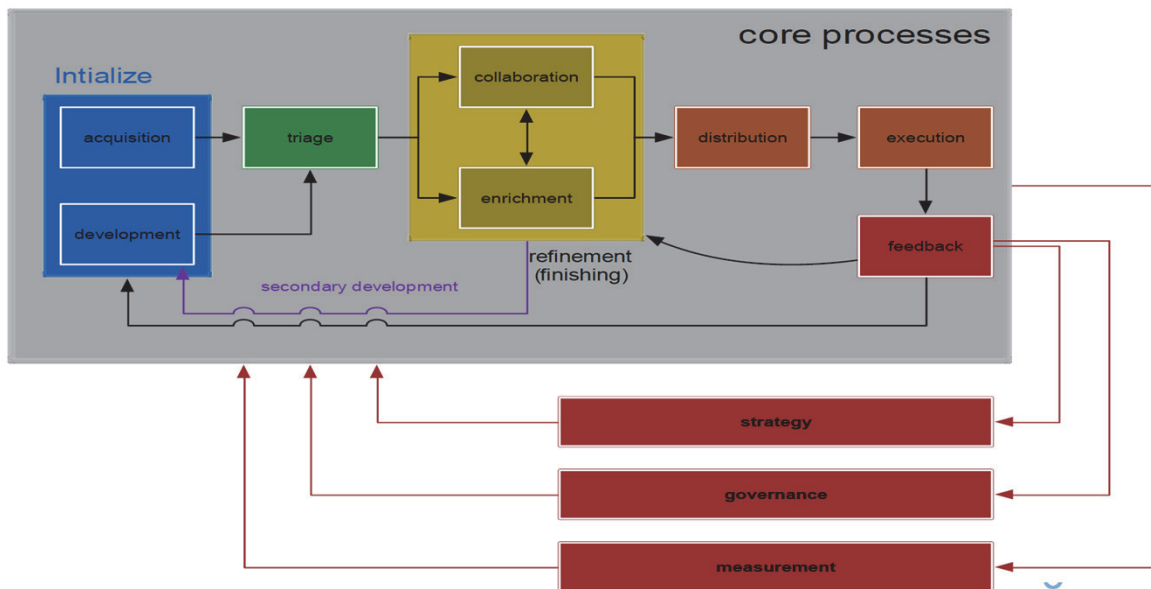 core processes
Intialize
collaboration
acquisition
triage
distribution
execution
enrichment
development
feedback
refinement
(finishing)
secondary development
strategy
governance
measurement